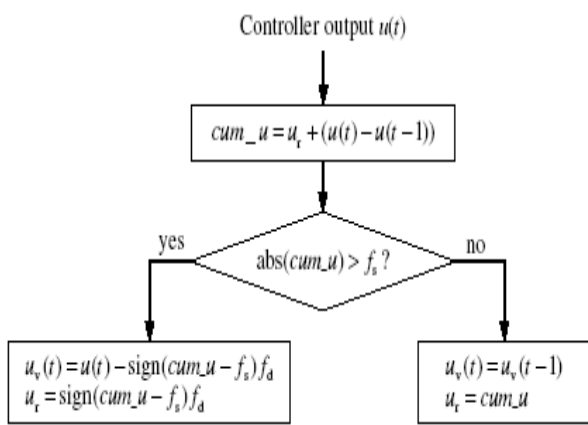 Controller output u(t)
cum_u = u_r + (u(t) − u(t − 1))
yes
abs(cum_u) > f_s ?
no
u_v(t) = u(t) − sign(cum_u − f_s) f_d
u_r = sign(cum_u − f_s) f_d
u_v(t) = u_v(t − 1)
u_r = cum_u